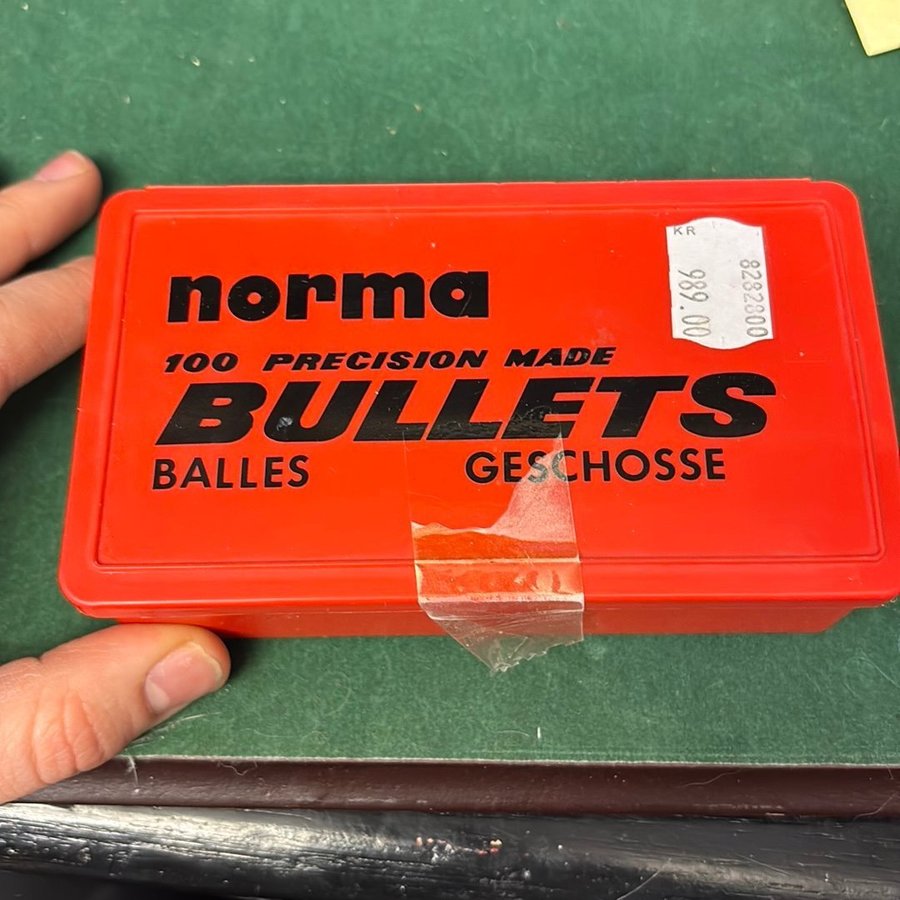 norma
100 PRECISION MADE
BULLETS
BALLES GESCHOSSE
KR
989.00
8282800